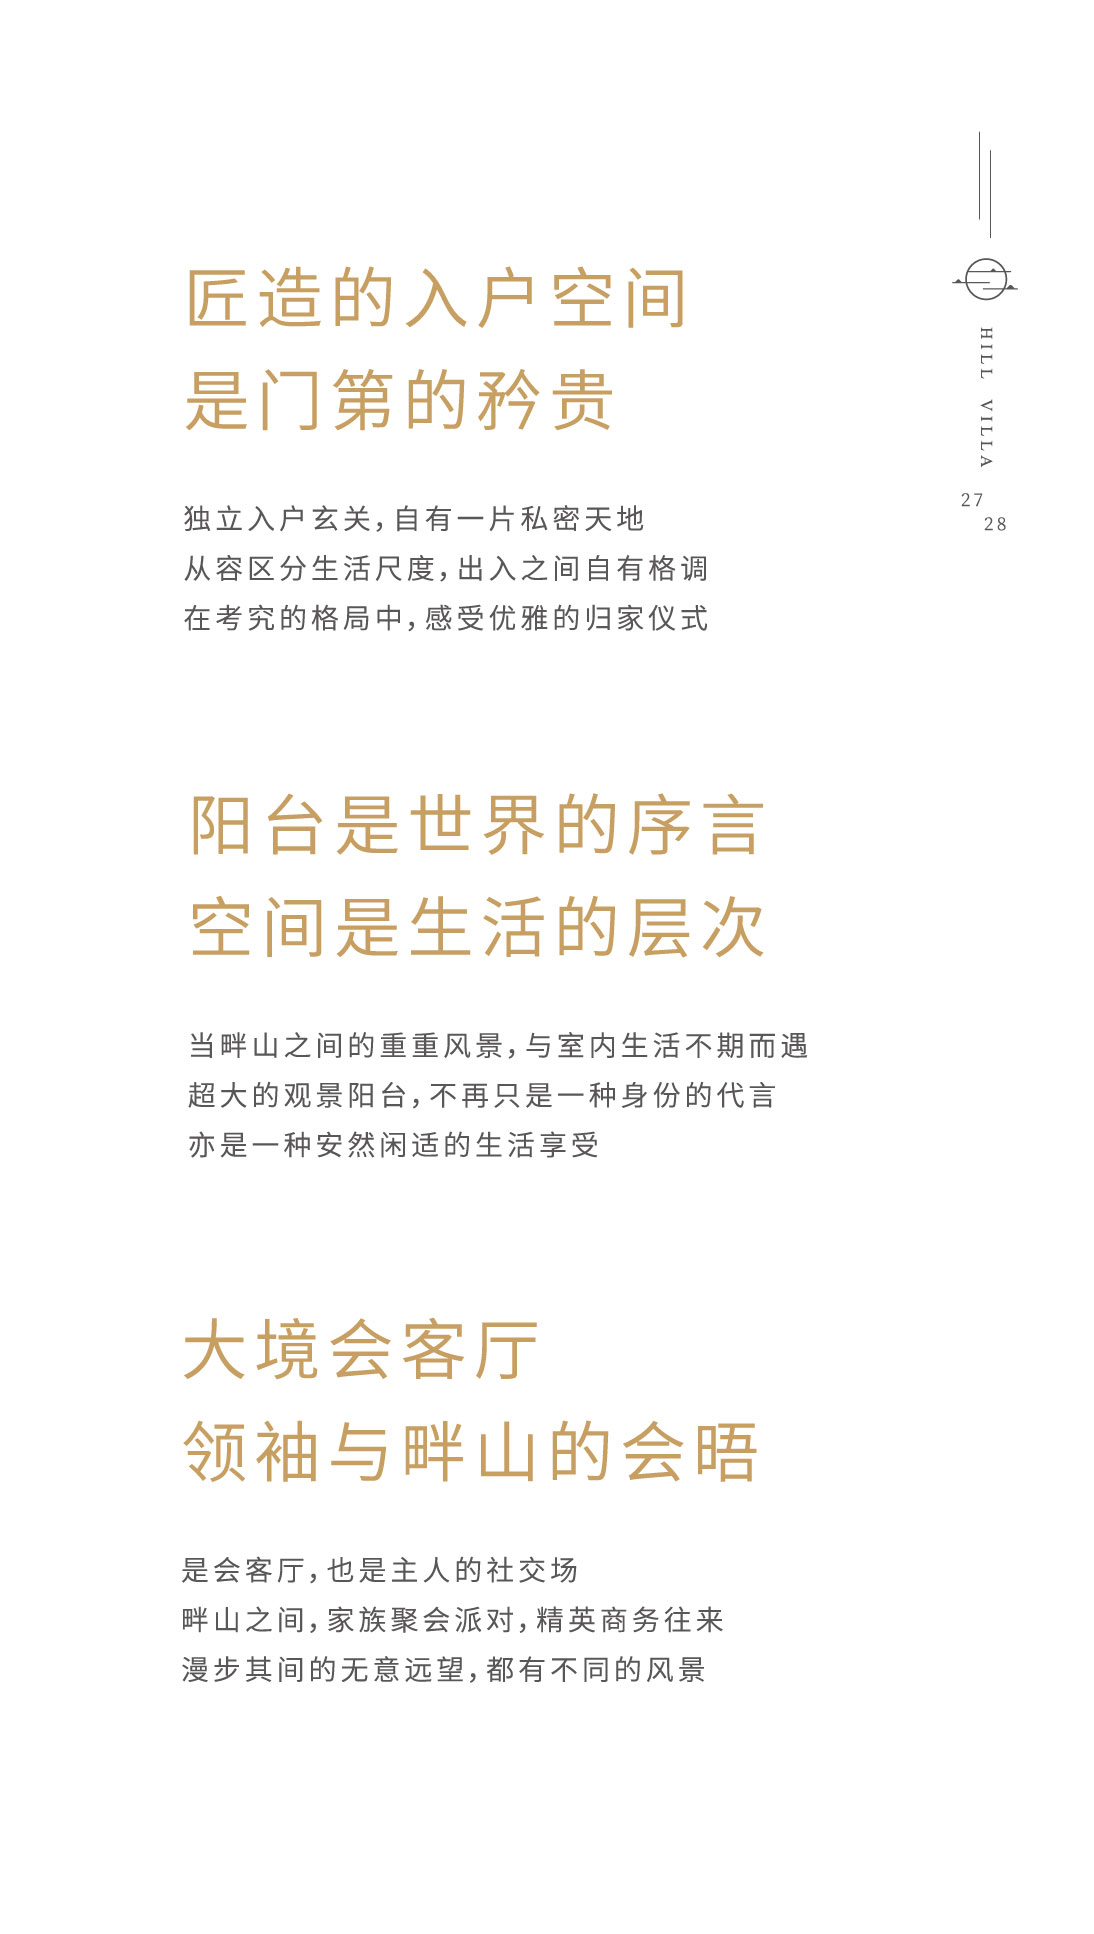 匠造的入户空间
是门第的矜贵
独立入户玄关，自有一片私密天地
从容区分生活尺度，出入之间自有格调
在考究的格局中，感受优雅的归家仪式
阳台是世界的序言
空间是生活的层次
当畔山之间的重重风景，与室内生活不期而遇
超大的观景阳台，不再只是一种身份的代言
亦是一种安然闲适的生活享受
大境会客厅
领袖与畔山的会晤
是会客厅，也是主人的社交场
畔山之间，家族聚会派对，精英商务往来
漫步其间的无意远望，都有不同的风景
HILL VILLA
27
28